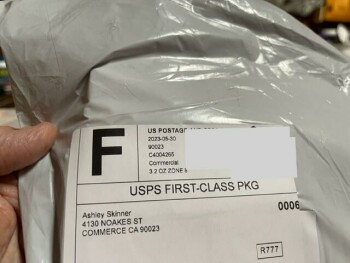 F
US POSTAGE
2023-05-30
90023
C4004265
Commercial
3.2 OZ ZONE
USPS FIRST-CLASS PKG
Ashley Skinner
4130 NOAKES ST
COMMERCE CA 90023
0006
R777